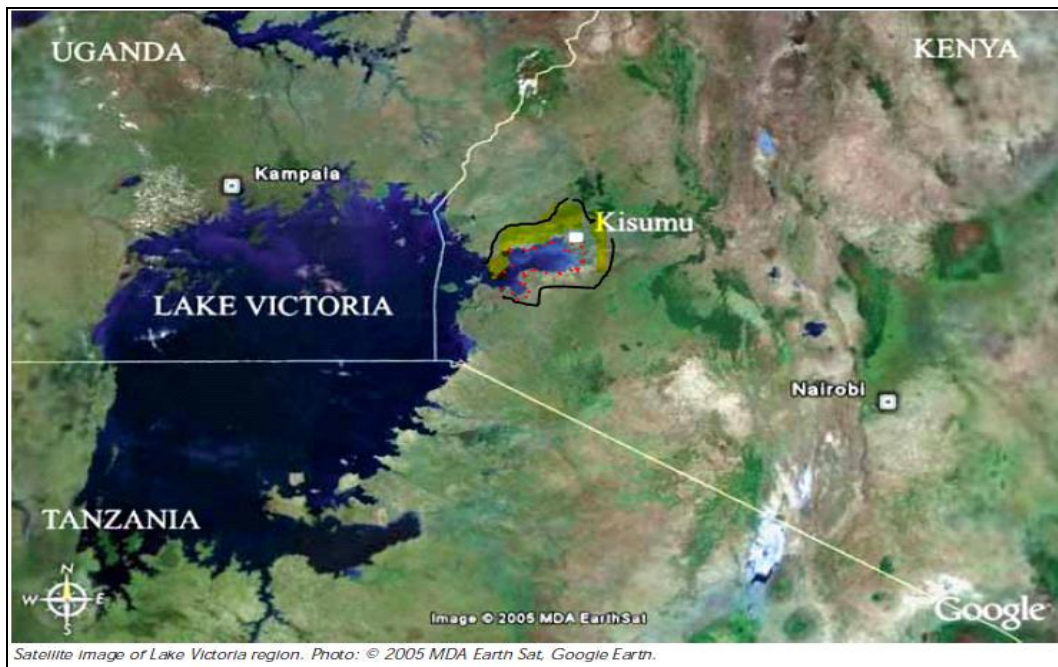 UGANDA
KENYA
Kampala
Kisumu
LAKE VICTORIA
Nairobi
TANZANIA
N
W E
S
Image © 2005 MDA EarthSat
Google
Satellite image of Lake Victoria region. Photo: © 2005 MDA Earth Sat, Google Earth.